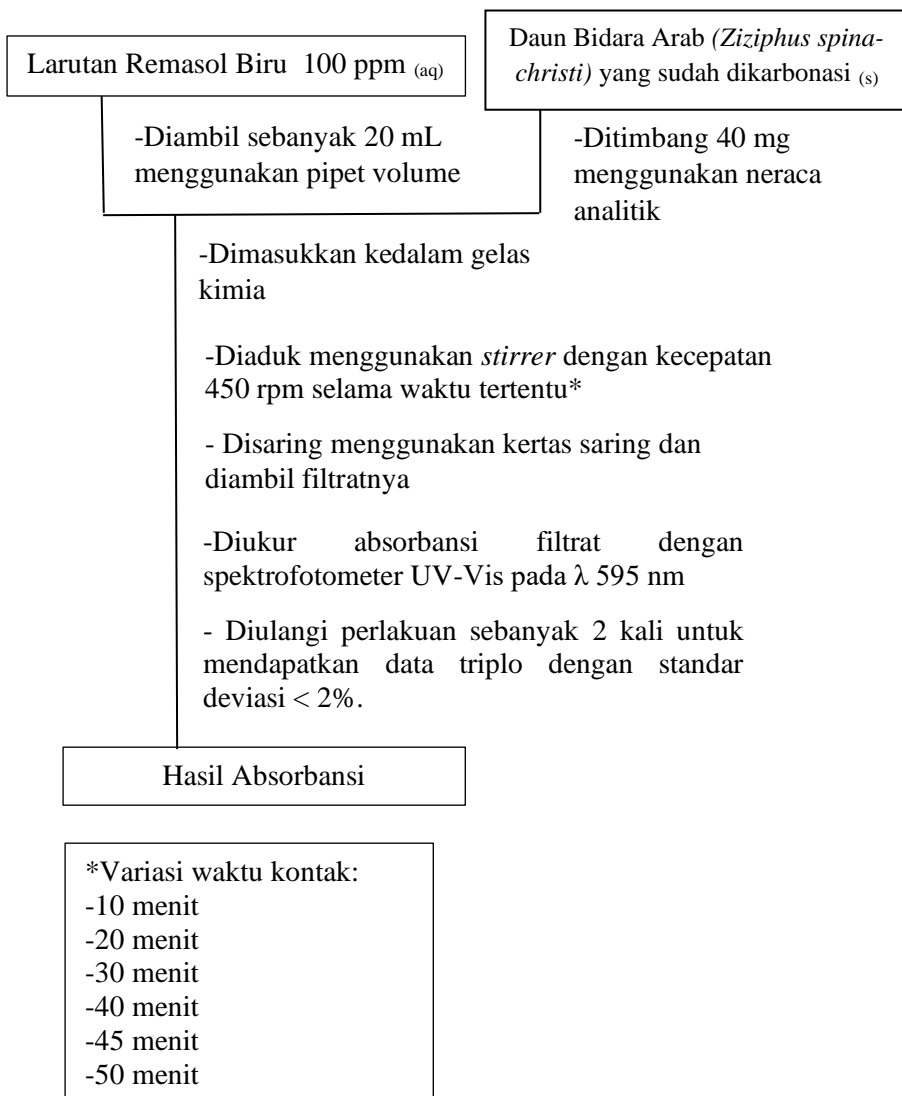 Larutan Remasol Biru 100 ppm (aq)
Daun Bidara Arab (Ziziphus spina-
christi) yang sudah dikarbonasi (s)
-Diambil sebanyak 20 mL
menggunakan pipet volume
-Ditimbang 40 mg
menggunakan neraca
analitik
-Dimasukkan kedalam gelas
kimia
-Diaduk menggunakan stirrer dengan kecepatan
450 rpm selama waktu tertentu*
- Disaring menggunakan kertas saring dan
diambil filtratnya
-Diukur absorbansi filtrat dengan
spektrofotometer UV-Vis pada λ 595 nm
- Diulangi perlakuan sebanyak 2 kali untuk
mendapatkan data triplo dengan standar
deviasi < 2%.
Hasil Absorbansi
*Variasi waktu kontak:
-10 menit
-20 menit
-30 menit
-40 menit
-45 menit
-50 menit